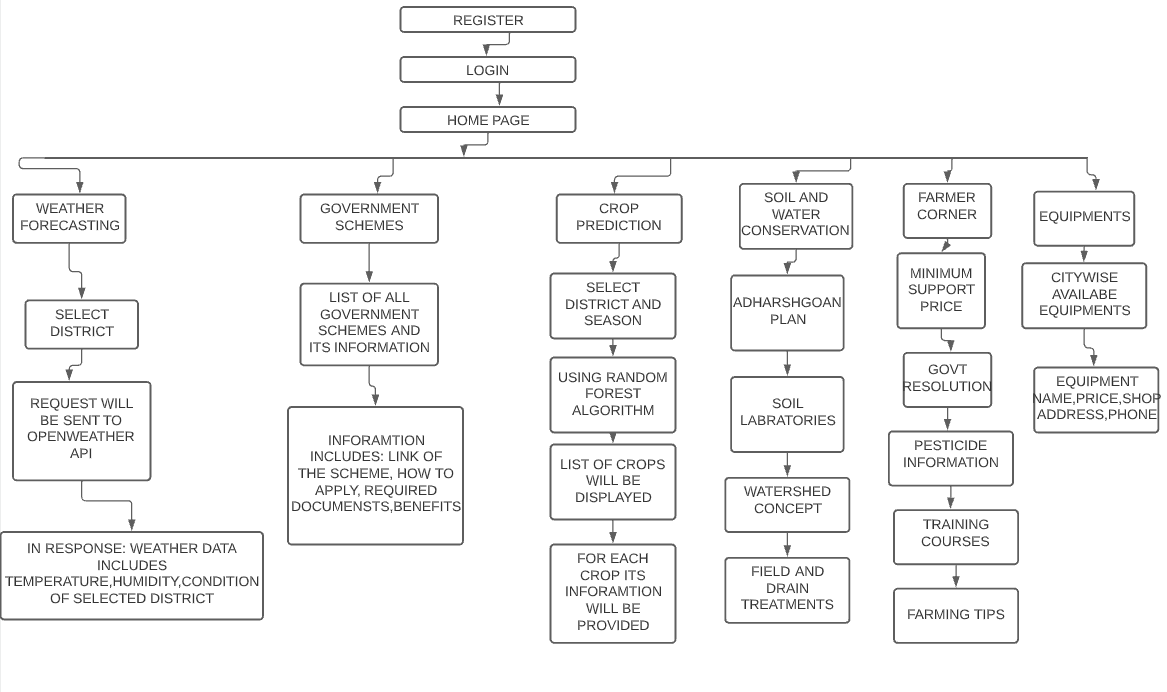 REGISTER
LOGIN
HOME PAGE
WEATHER
FORECASTING
SELECT
DISTRICT
REQUEST WILL
BE SENT TO
OPENWEATHER
API
IN RESPONSE: WEATHER DATA
INCLUDES
TEMPERATURE,HUMIDITY,CONDITION
OF SELECTED DISTRICT
GOVERNMENT
SCHEMES
LIST OF ALL
GOVERNMENT
SCHEMES AND
ITS INFORMATION
INFORAMTION
INCLUDES: LINK OF
THE SCHEME, HOW TO
APPLY, REQUIRED
DOCUMENSTS,BENEFITS
CROP
PREDICTION
SELECT
DISTRICT AND
SEASON
USING RANDOM
FOREST
ALGORITHM
LIST OF CROPS
WILL BE
DISPLAYED
FOR EACH
CROP ITS
INFORAMTION
WILL BE
PROVIDED
SOIL AND
WATER
CONSERVATION
ADHARSHGOAN
PLAN
SOIL
LABRATORIES
WATERSHED
CONCEPT
FIELD AND
DRAIN
TREATMENTS
FARMER
CORNER
MINIMUM
SUPPORT
PRICE
GOVT
RESOLUTION
PESTICIDE
INFORMATION
TRAINING
COURSES
FARMING TIPS
EQUIPMENTS
CITYWISE
AVAILABE
EQUIPMENTS
EQUIPMENT
NAME,PRICE,SHOP
ADDRESS,PHONE